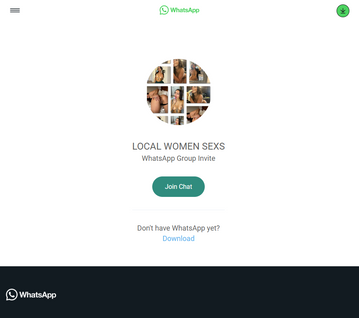 WhatsApp
LOCAL WOMEN SEXS
WhatsApp Group Invite
Join Chat
Don't have WhatsApp yet?
Download
WhatsApp